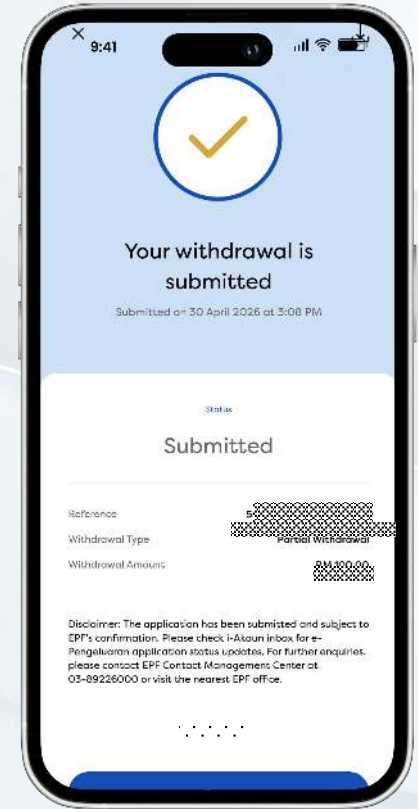 9:41
Your withdrawal is
submitted
Submitted on 30 April 2026 at 3:08 PM
Status
Submitted
Reference
Withdrawal Type Partial Withdrawal
Withdrawal Amount RM 100.00
Disclaimer: The application has been submitted and subject to
EPF's confirmation. Please check i-Akaun inbox for e-
Pengeluaran application status updates. For further enquiries,
please contact EPF Contact Management Center at
03-89226000 or visit the nearest EPF office.